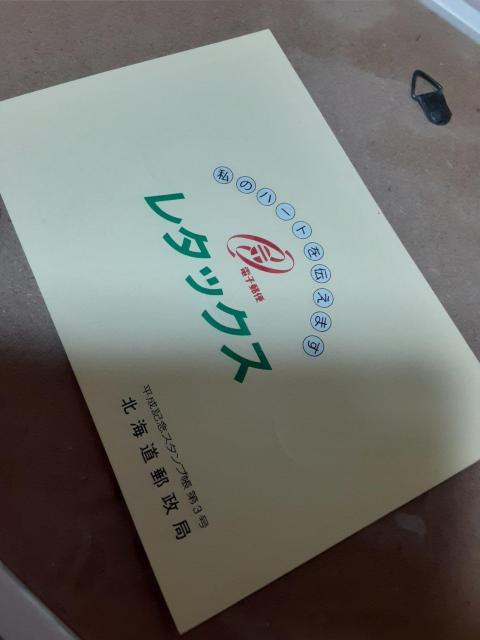 私のハートを伝えます
電子郵便
レタックス
平成記念スタンプ帳第3号
北海道郵政局